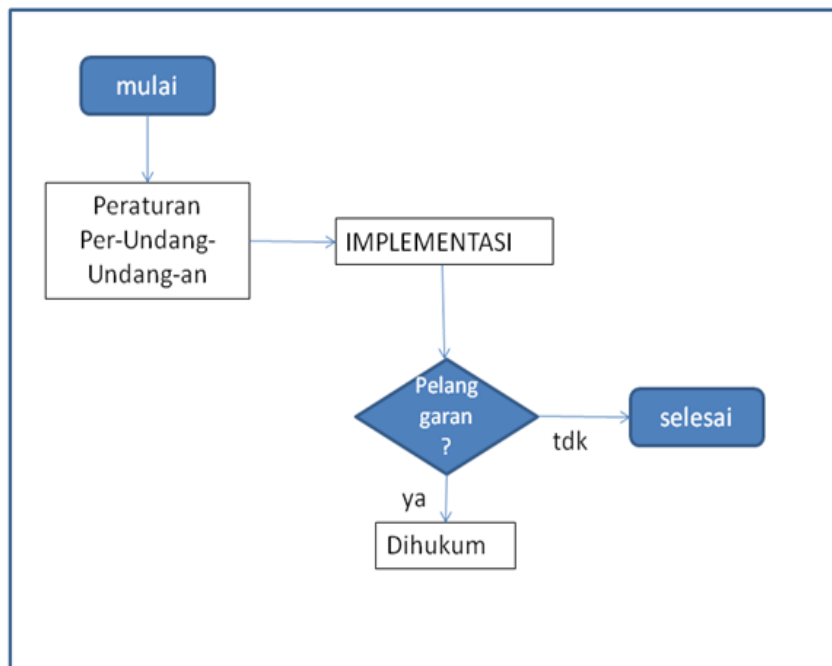 mulai
Peraturan
Per-Undang-
Undang-an
IMPLEMENTASI
Pelang
garan
?
tdk
selesai
ya
Dihukum